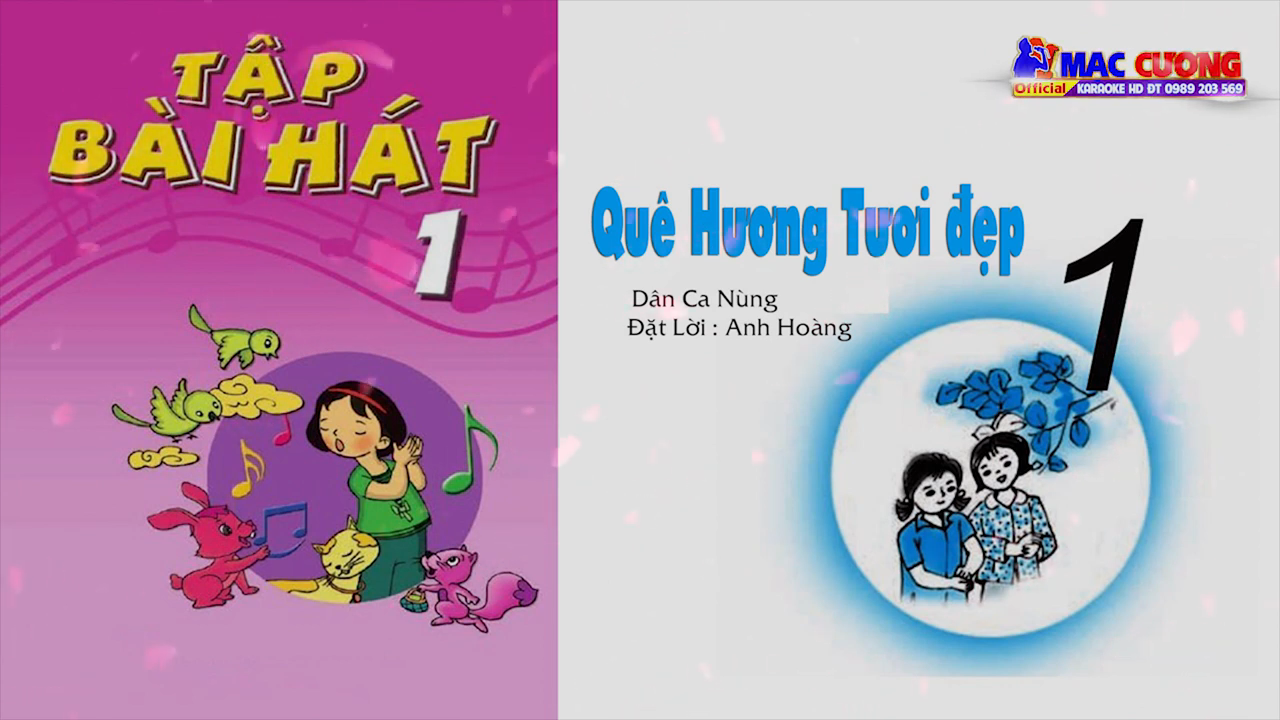 TẬP
BÀI HÁT
1
MAC CUONG
Official KARAOKE HD ĐT 0989 203 569
Quê Hương Tươi đẹp
1
Dân Ca Nùng
Đặt Lời : Anh Hoàng